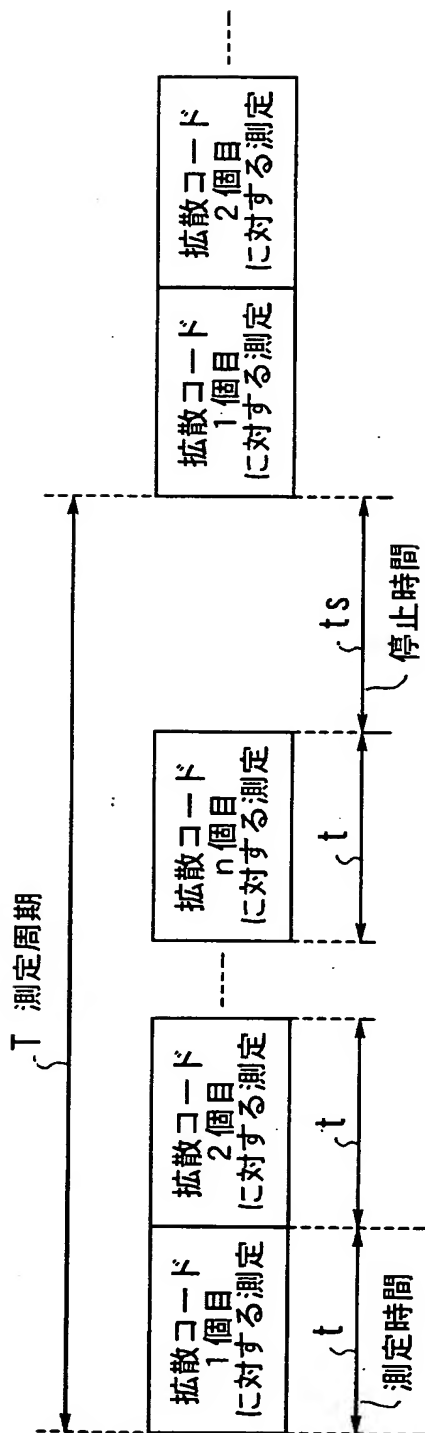 T 測定周期
拡散コード
1個目
に対する測定
拡散コード
2個目
に対する測定
拡散コード
n個目
に対する測定
拡散コード
1個目
に対する測定
拡散コード
2個目
に対する測定
t
測定時間
t
t
ts
停止時間